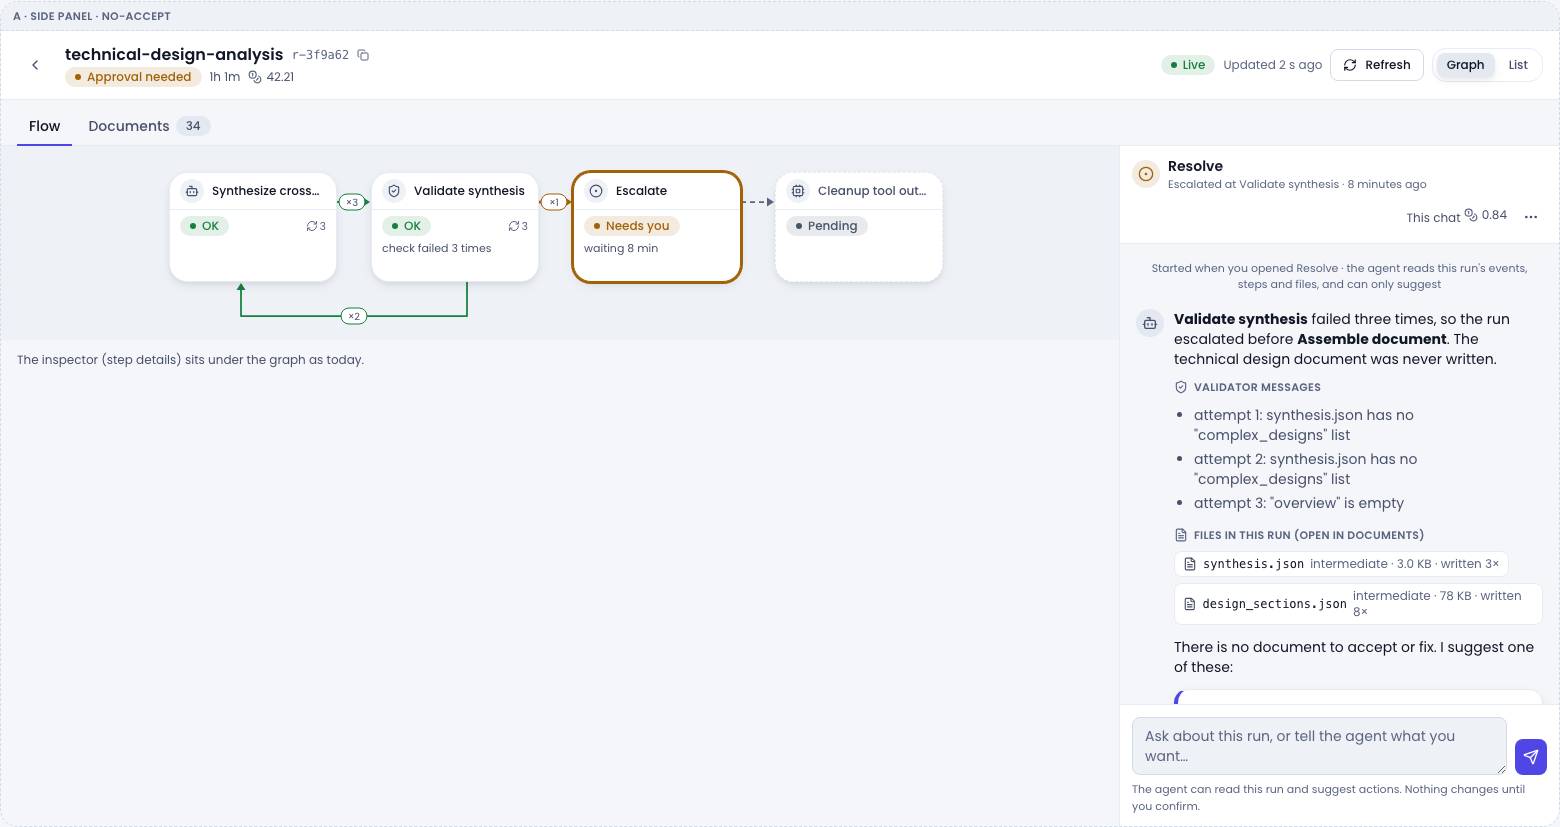 A · SIDE PANEL · NO-ACCEPT
technical-design-analysis r-3f9a62
Approval needed 1h 1m 42.21
Live Updated 2 s ago Refresh Graph List
Flow Documents 34
Synthesize cross…
OK 3
×3
Validate synthesis
OK 3
check failed 3 times
×1
Escalate
Needs you
waiting 8 min
Cleanup tool out…
Pending
×2
The inspector (step details) sits under the graph as today.
Resolve
Escalated at Validate synthesis · 8 minutes ago
This chat 0.84
Started when you opened Resolve · the agent reads this run's events,
steps and files, and can only suggest
Validate synthesis failed three times, so the run
escalated before Assemble document. The
technical design document was never written.
VALIDATOR MESSAGES
• attempt 1: synthesis.json has no
"complex_designs" list
• attempt 2: synthesis.json has no
"complex_designs" list
• attempt 3: "overview" is empty
FILES IN THIS RUN (OPEN IN DOCUMENTS)
synthesis.json intermediate · 3.0 KB · written 3×
design_sections.json intermediate · 78 KB · written
8×
There is no document to accept or fix. I suggest one
of these:
Ask about this run, or tell the agent what you
want…
The agent can read this run and suggest actions. Nothing changes until
you confirm.